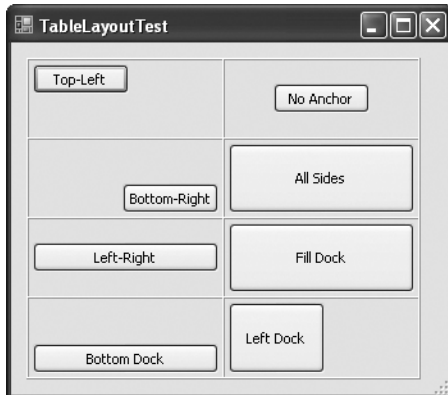 TableLayoutTest
Top-Left
No Anchor
Bottom-Right
All Sides
Left-Right
Fill Dock
Bottom Dock
Left Dock